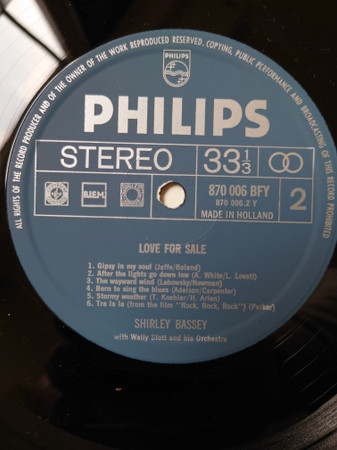 ALL RIGHTS OF THE RECORD PRODUCER AND OF THE OWNER OF THE WORK REPRODUCED RESERVED. COPYING, PUBLIC PERFORMANCE AND BROADCASTING OF THIS RECORD PROHIBITED
PHILIPS
PHILIPS
STEREO 33 1/3
B.I.E.M. 870 006 BFY 2
870 006.2 Y
MADE IN HOLLAND
LOVE FOR SALE
1. Gipsy in my soul (Jaffe/Boland)
2. After the lights go down low (A. White/L. Lovett)
3. The wayward wind (Lebowsky/Newman)
4. Born to sing the blues (Adelson/Carpenter)
5. Stormy weather (T. Koehler/H. Arlen)
6. Tra la la (from the film "Rock, Rock, Rock") (Parker)
SHIRLEY BASSEY
with Wally Stott and his Orchestra